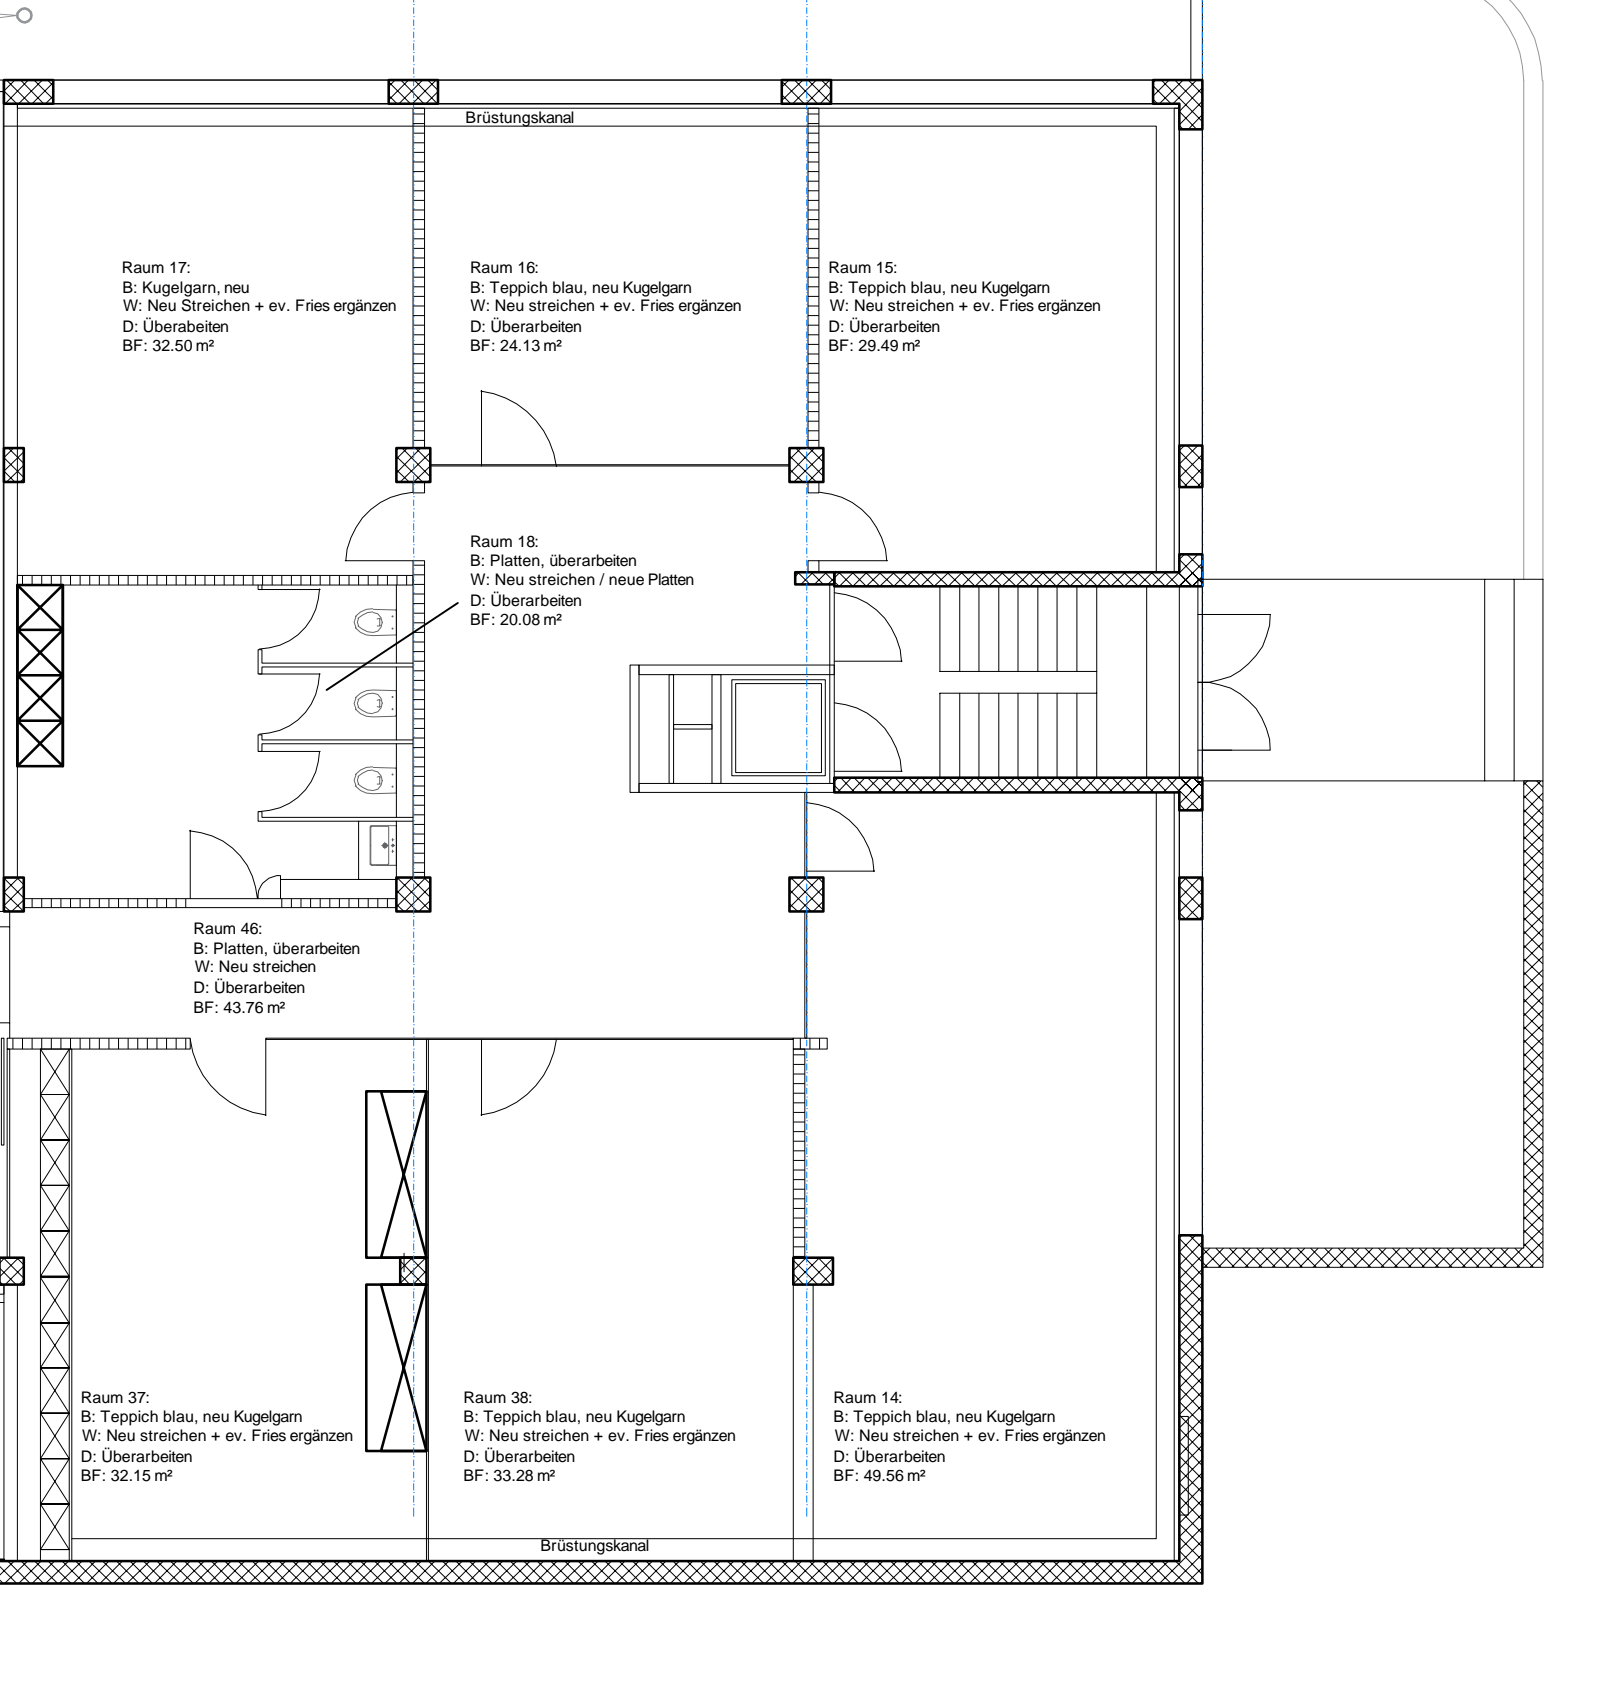 Brüstungskanal
Raum 17:
B: Kugelgarn, neu
W: Neu Streichen + ev. Fries ergänzen
D: Überabeiten
BF: 32.50 m²
Raum 16:
B: Teppich blau, neu Kugelgarn
W: Neu streichen + ev. Fries ergänzen
D: Überarbeiten
BF: 24.13 m²
Raum 15:
B: Teppich blau, neu Kugelgarn
W: Neu streichen + ev. Fries ergänzen
D: Überarbeiten
BF: 29.49 m²
Raum 18:
B: Platten, überarbeiten
W: Neu streichen / neue Platten
D: Überarbeiten
BF: 20.08 m²
Raum 46:
B: Platten, überarbeiten
W: Neu streichen
D: Überarbeiten
BF: 43.76 m²
Raum 37:
B: Teppich blau, neu Kugelgarn
W: Neu streichen + ev. Fries ergänzen
D: Überarbeiten
BF: 32.15 m²
Raum 38:
B: Teppich blau, neu Kugelgarn
W: Neu streichen + ev. Fries ergänzen
D: Überarbeiten
BF: 33.28 m²
Raum 14:
B: Teppich blau, neu Kugelgarn
W: Neu streichen + ev. Fries ergänzen
D: Überarbeiten
BF: 49.56 m²
Brüstungskanal